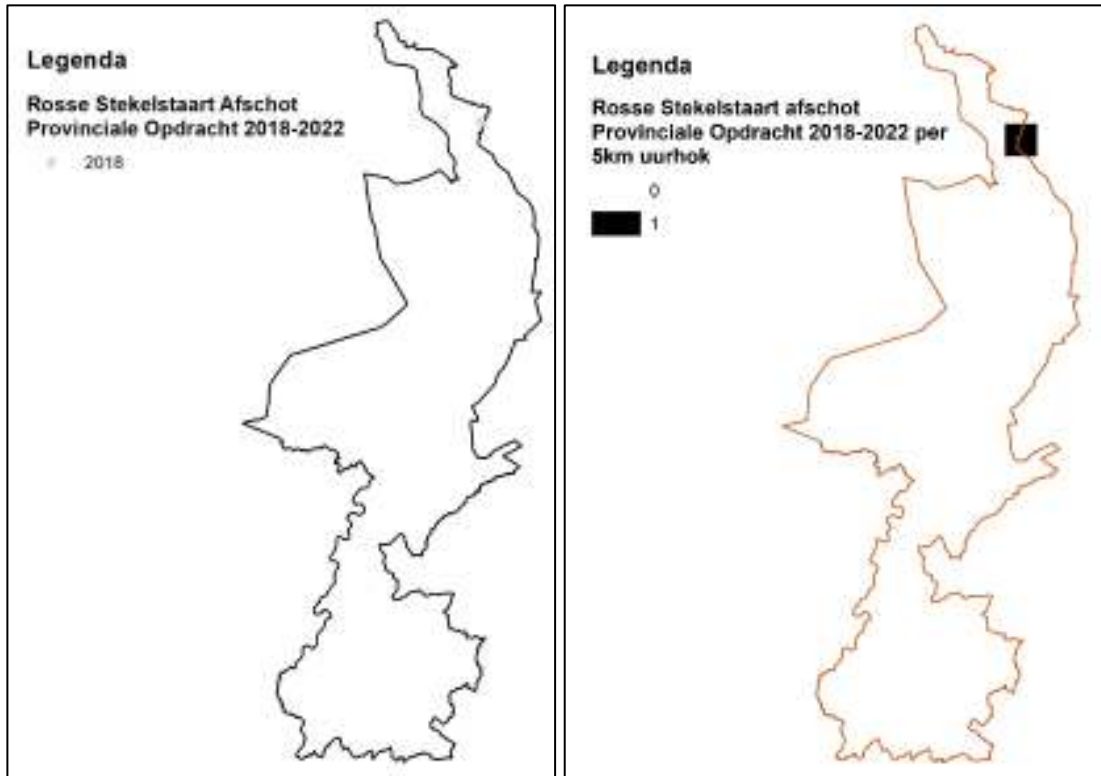 Legenda
Rosse Stekelstaart Afschot
Provinciale Opdracht 2018-2022
2018
Legenda
Rosse Stekelstaart afschot
Provinciale Opdracht 2018-2022 per
5km uurhok
0
1